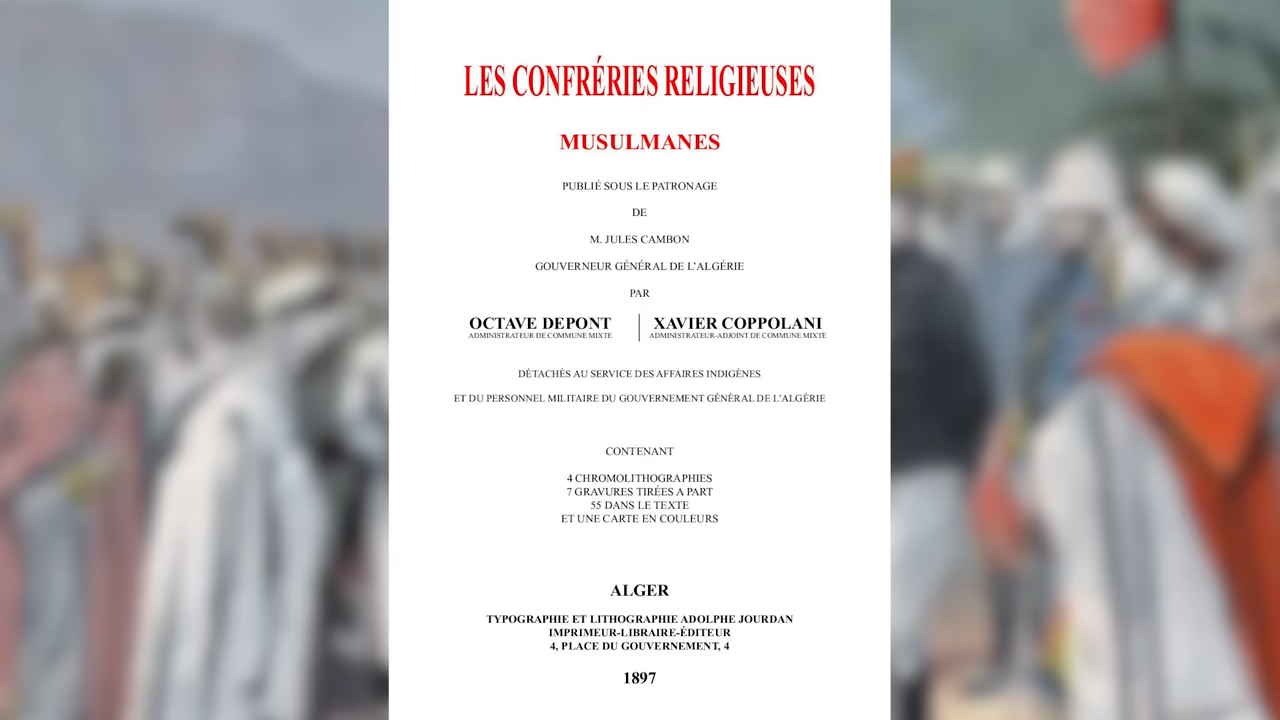 LES CONFRÉRIES RELIGIEUSES
MUSULMANES
PUBLIÉ SOUS LE PATRONAGE
DE
M. JULES CAMBON
GOUVERNEUR GÉNÉRAL DE L'ALGÉRIE
PAR
OCTAVE DEPONT
ADMINISTRATEUR DE COMMUNE MIXTE
XAVIER COPPOLANI
ADMINISTRATEUR-ADJOINT DE COMMUNE MIXTE
DÉTACHÉS AU SERVICE DES AFFAIRES INDIGÈNES
ET DU PERSONNEL MILITAIRE DU GOUVERNEMENT GÉNÉRAL DE L'ALGÉRIE
CONTENANT
4 CHROMOLITHOGRAPHIES
7 GRAVURES TIRÉES A PART
55 DANS LE TEXTE
ET UNE CARTE EN COULEURS
ALGER
TYPOGRAPHIE ET LITHOGRAPHIE ADOLPHE JOURDAN
IMPRIMEUR-LIBRAIRE-ÉDITEUR
4, PLACE DU GOUVERNEMENT, 4
1897